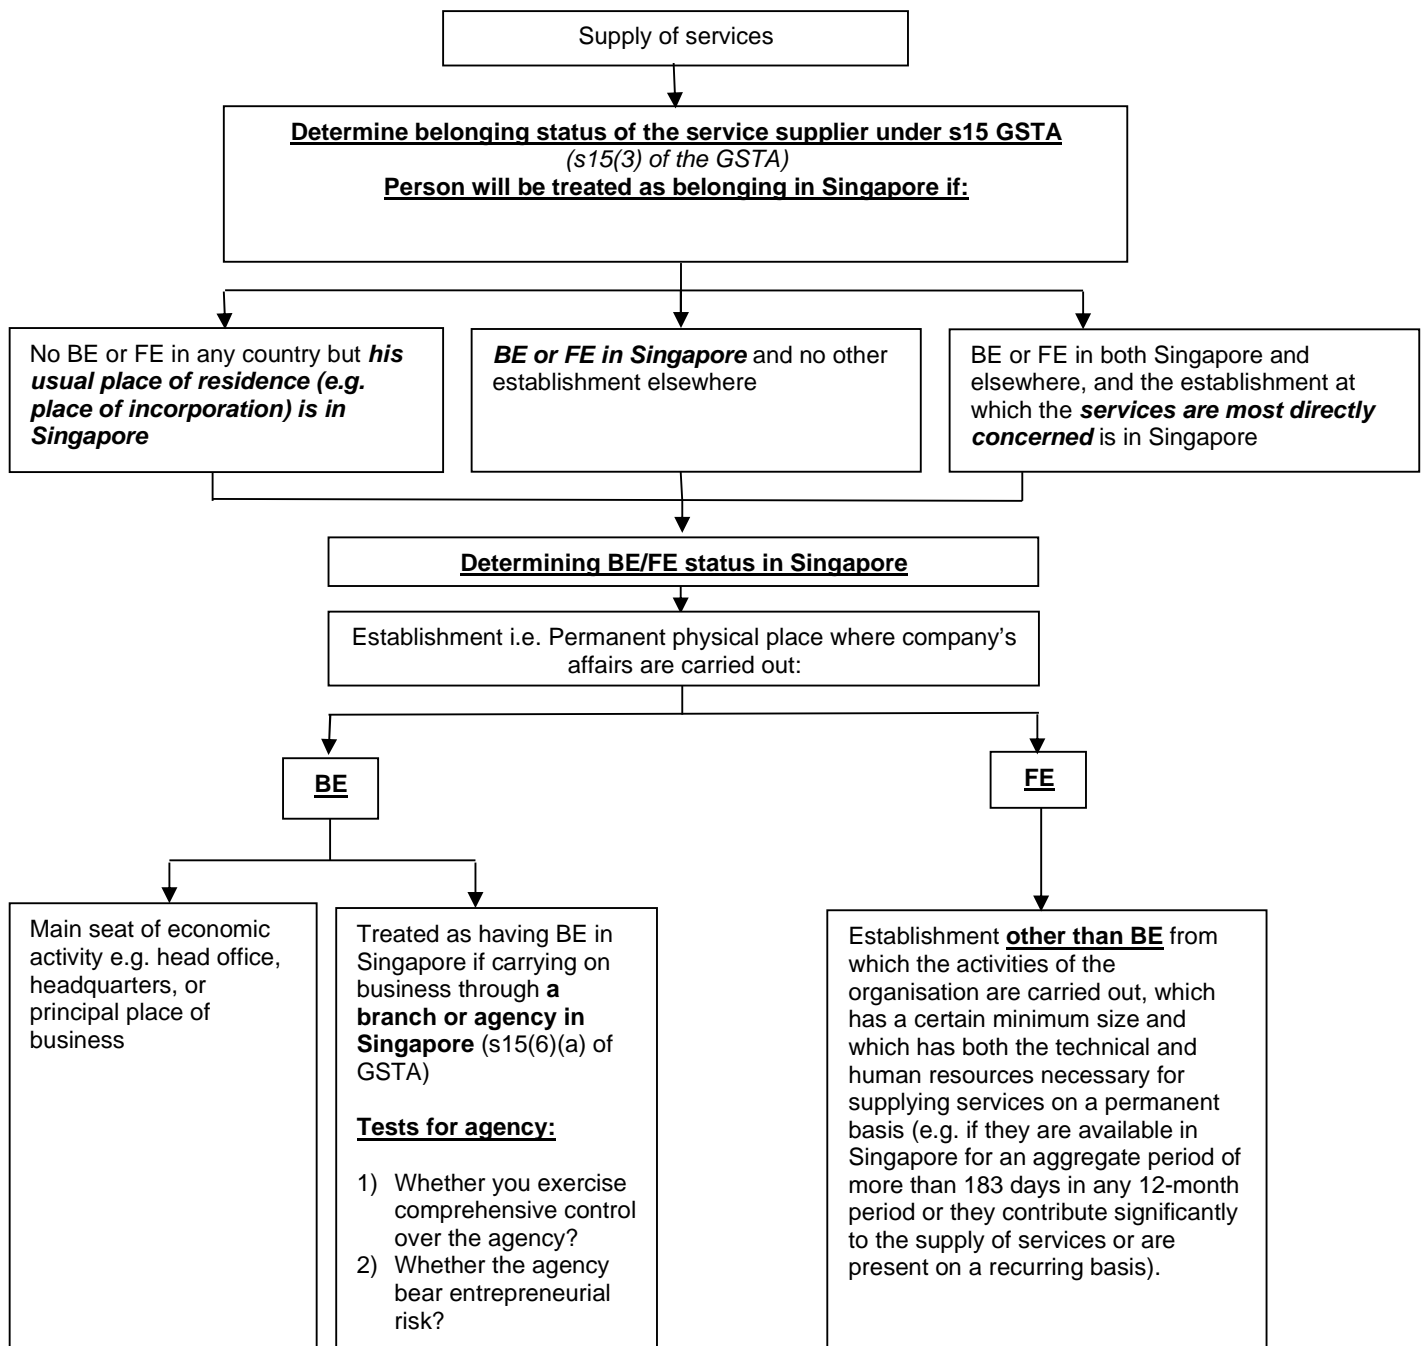 Supply of services
Determine belonging status of the service supplier under s15 GSTA
(s15(3) of the GSTA)
Person will be treated as belonging in Singapore if:
No BE or FE in any country but his
usual place of residence (e.g.
place of incorporation) is in
Singapore
BE or FE in Singapore and no other
establishment elsewhere
BE or FE in both Singapore and
elsewhere, and the establishment at
which the services are most directly
concerned is in Singapore
Determining BE/FE status in Singapore
Establishment i.e. Permanent physical place where company's
affairs are carried out:
BE
FE
Main seat of economic
activity e.g. head office,
headquarters, or
principal place of
business
Treated as having BE in
Singapore if carrying on
business through a
branch or agency in
Singapore (s15(6)(a) of
GSTA)
Tests for agency:
1) Whether you exercise
comprehensive control
over the agency?
2) Whether the agency
bear entrepreneurial
risk?
Establishment other than BE from
which the activities of the
organisation are carried out, which
has a certain minimum size and
which has both the technical and
human resources necessary for
supplying services on a permanent
basis (e.g. if they are available in
Singapore for an aggregate period of
more than 183 days in any 12-month
period or they contribute significantly
to the supply of services or are
present on a recurring basis).